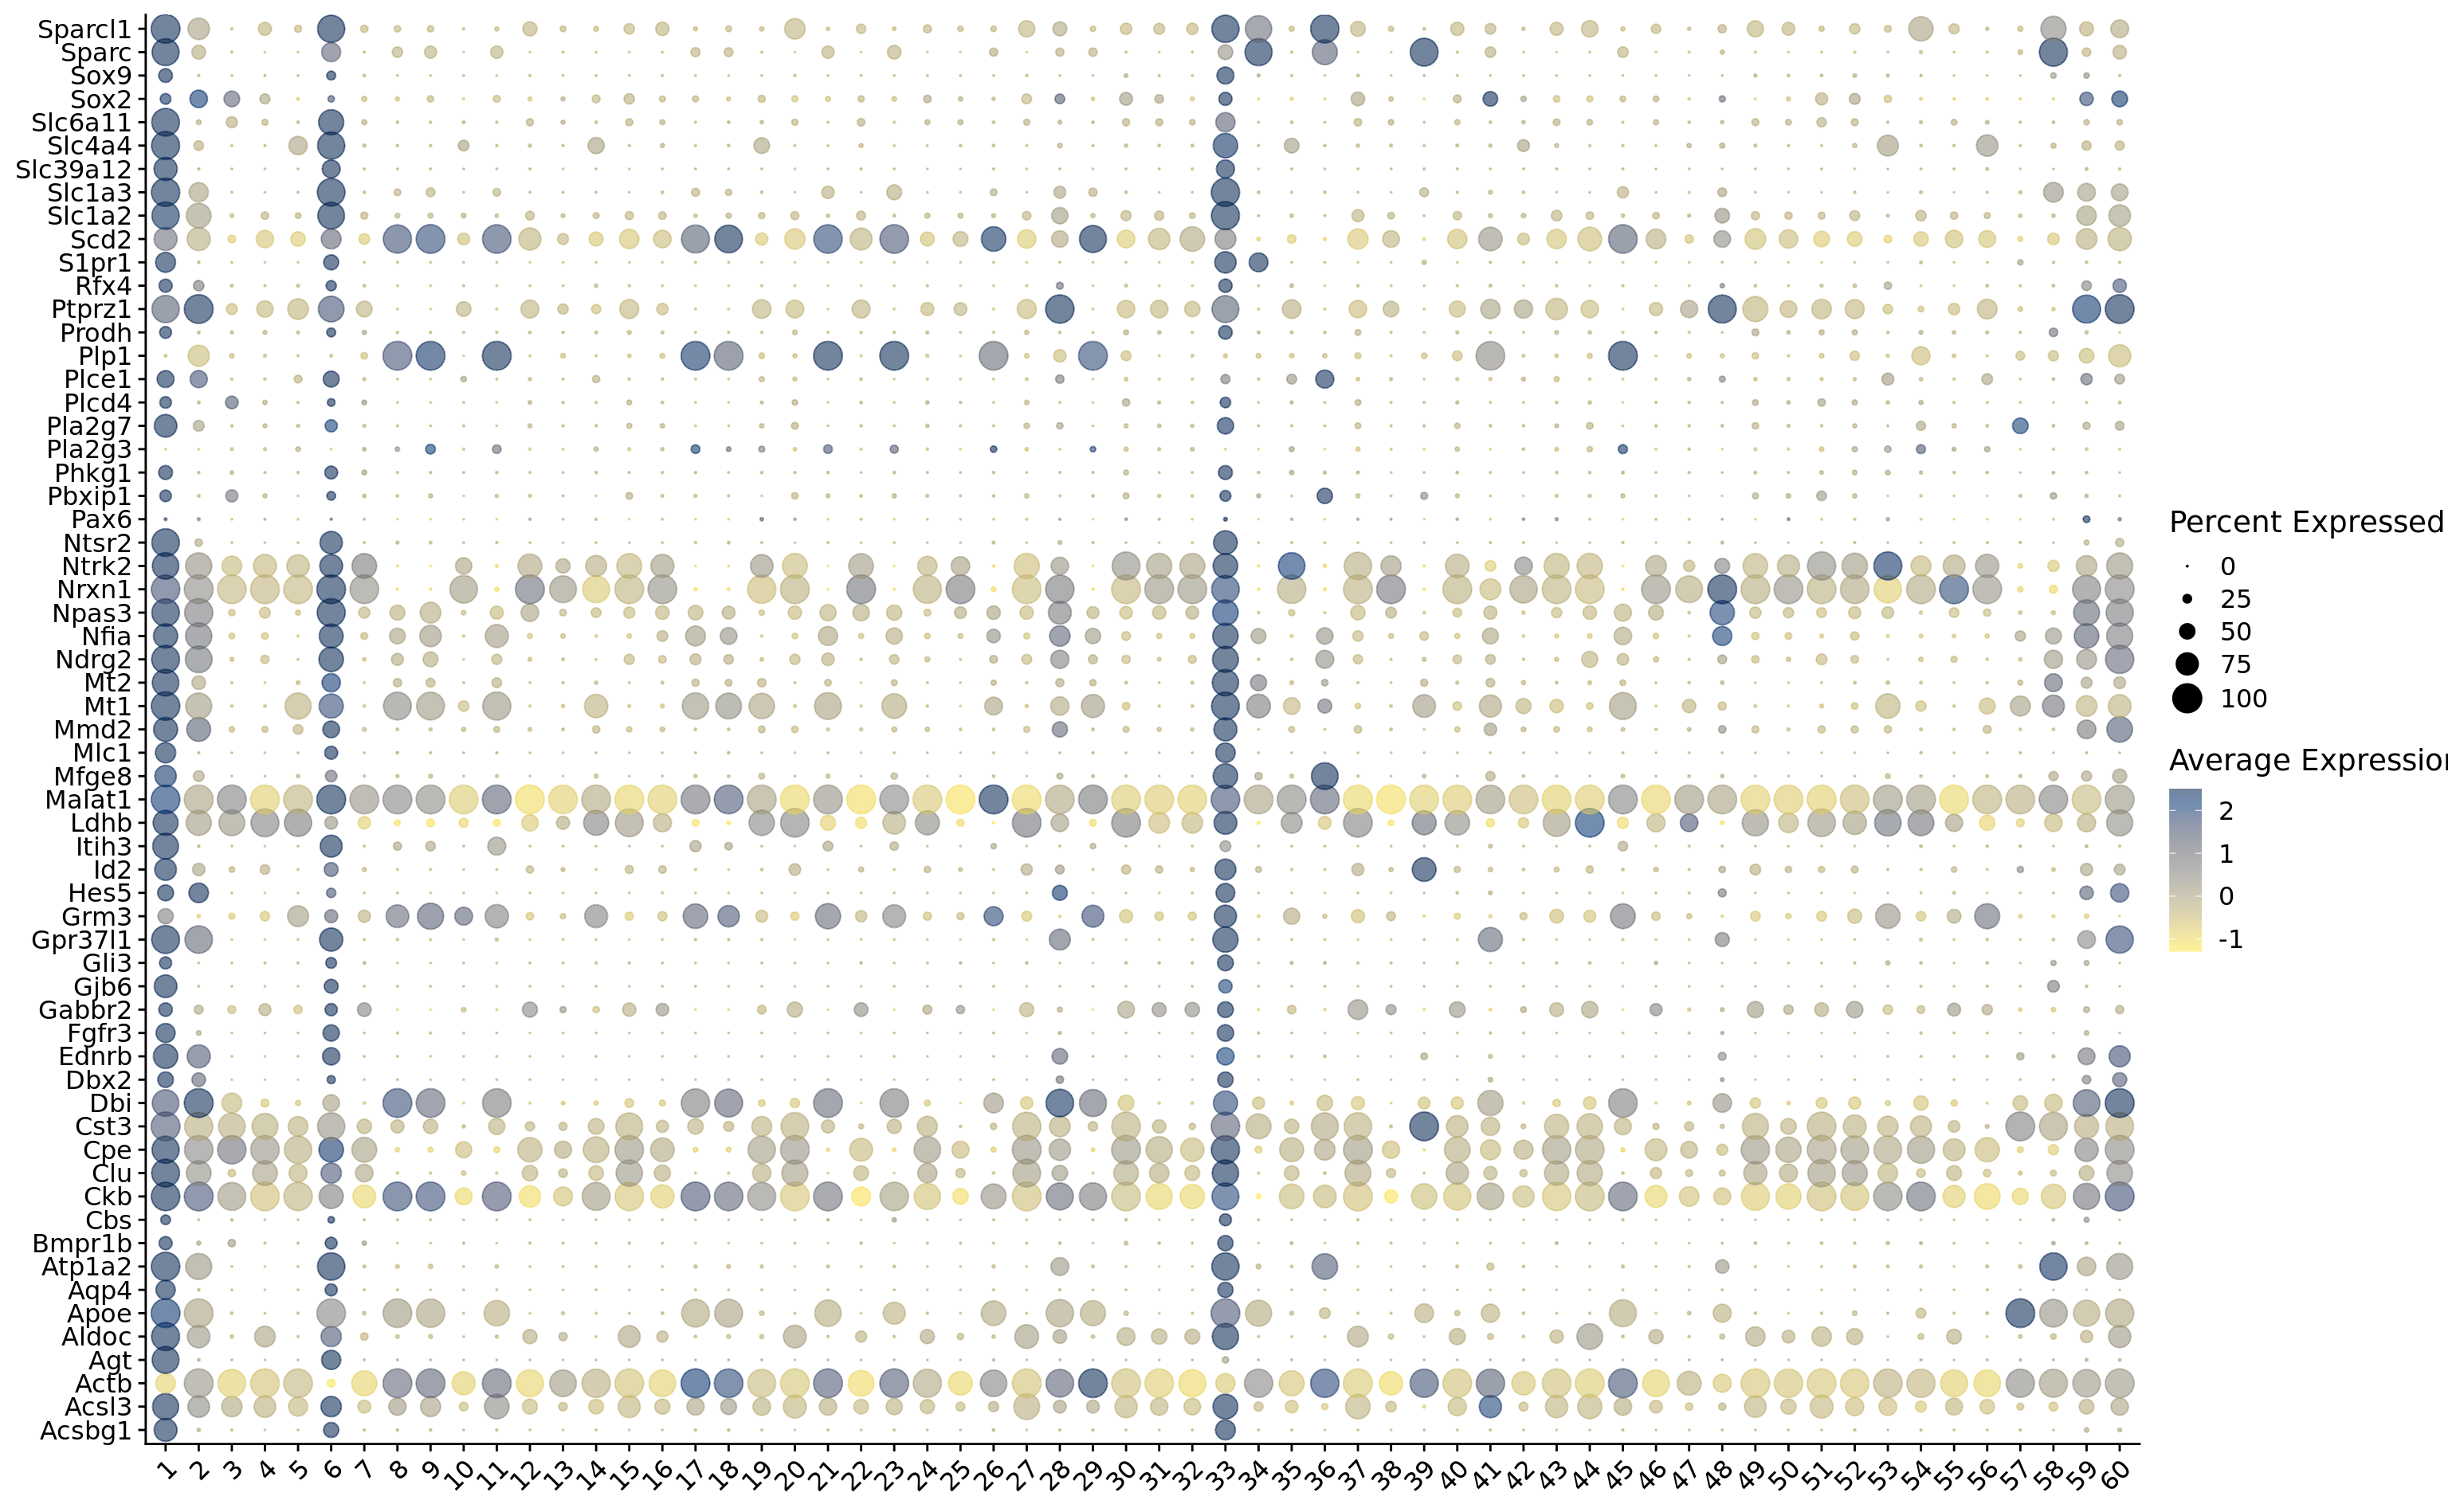 Sparcl1
Sparc
Sox9
Sox2
Slc6a11
Slc4a4
Slc39a12
Slc1a3
Slc1a2
Scd2
S1pr1
Rfx4
Ptprz1
Prodh
Plp1
Plce1
Plcd4
Pla2g7
Pla2g3
Phkg1
Pbxip1
Pax6
Ntsr2
Ntrk2
Nrxn1
Npas3
Nfia
Ndrg2
Mt2
Mt1
Mmd2
Mlc1
Mfge8
Malat1
Ldhb
Itih3
Id2
Hes5
Grm3
Gpr37l1
Gli3
Gjb6
Gabbr2
Fgfr3
Ednrb
Dbx2
Dbi
Cst3
Cpe
Clu
Ckb
Cbs
Bmpr1b
Atp1a2
Aqp4
Apoe
Aldoc
Agt
Actb
Acsl3
Acsbg1
1 2 3 4 5 6 7 8 9 10 11 12 13 14 15 16 17 18 19 20 21 22 23 24 25 26 27 28 29 30 31 32 33 34 35 36 37 38 39 40 41 42 43 44 45 46 47 48 49 50 51 52 53 54 55 56 57 58 59 60
Percent Expressed
0
25
50
75
100
Average Expression
2
1
0
-1